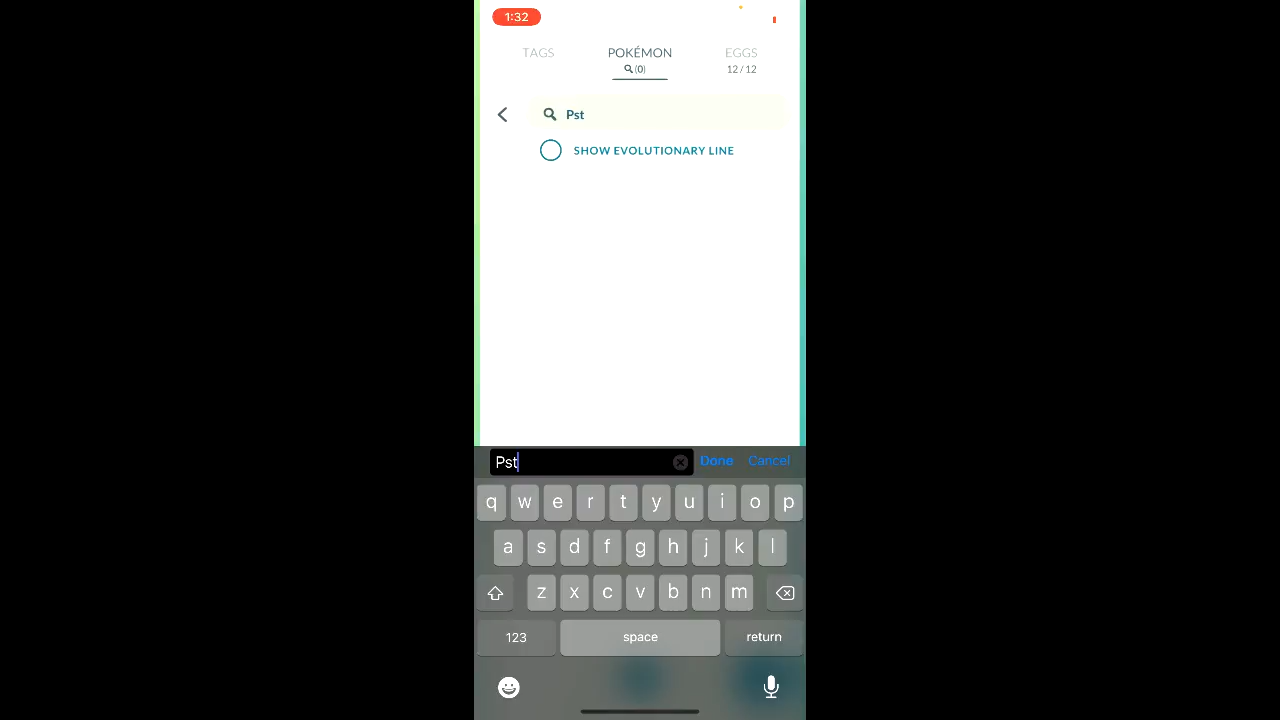 1:32
TAGS POKÉMON EGGS
(0) 12 / 12
Pst
SHOW EVOLUTIONARY LINE
Pst Done Cancel
q w e r t y u i o p
a s d f g h j k l
z x c v b n m
123 space return